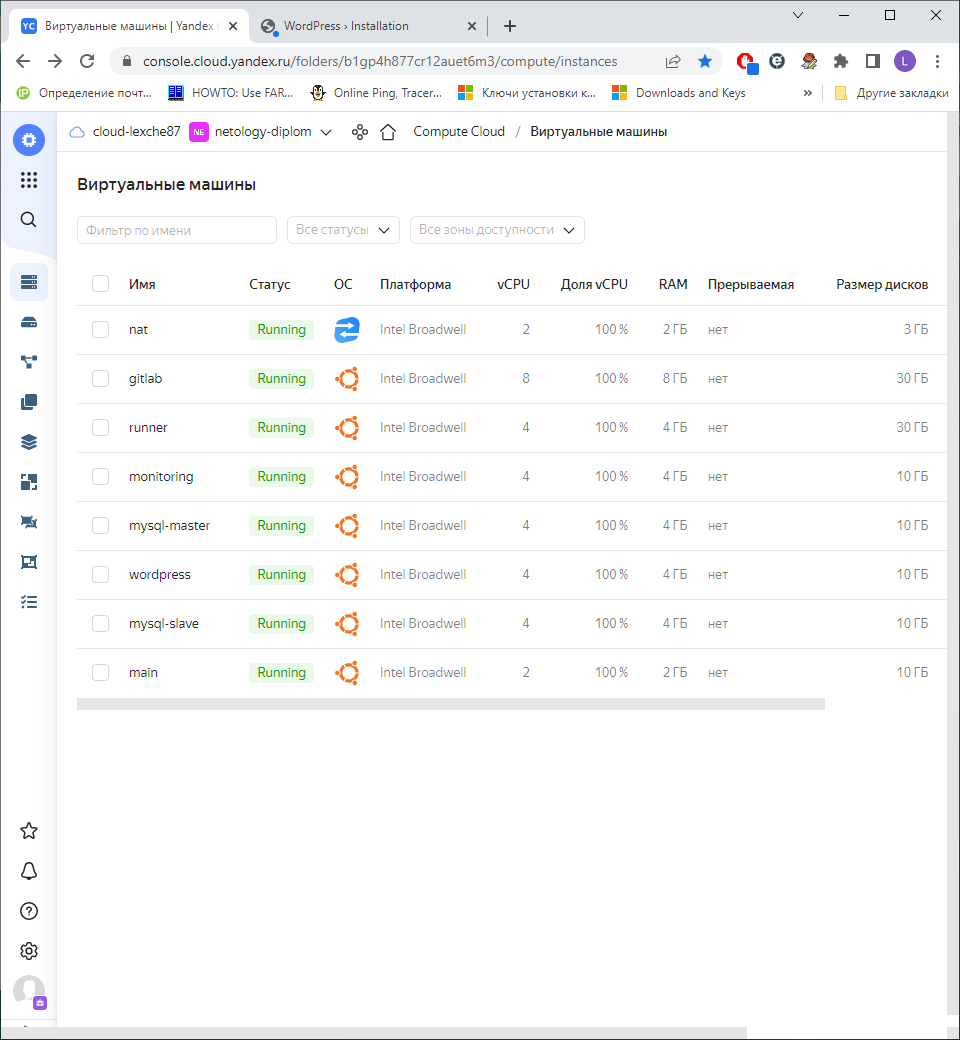 YC Виртуальные машины | Yandex WordPress › Installation
console.cloud.yandex.ru/folders/b1gp4h877cr12auet6m3/compute/instances L
IP Определение почт... HOWTO: Use FAR... Online Ping, Tracer... Ключи установки к... Downloads and Keys » Другие закладки
cloud-lexche87 NE netology-diplom Compute Cloud / Виртуальные машины
Виртуальные машины
Фильтр по имени Все статусы Все зоны доступности
Имя Статус ОС Платформа vCPU Доля vCPU RAM Прерываемая Размер дисков
nat Running Intel Broadwell 2 100 % 2 ГБ нет 3 ГБ
gitlab Running Intel Broadwell 8 100 % 8 ГБ нет 30 ГБ
runner Running Intel Broadwell 4 100 % 4 ГБ нет 30 ГБ
monitoring Running Intel Broadwell 4 100 % 4 ГБ нет 10 ГБ
mysql-master Running Intel Broadwell 4 100 % 4 ГБ нет 10 ГБ
wordpress Running Intel Broadwell 4 100 % 4 ГБ нет 10 ГБ
mysql-slave Running Intel Broadwell 4 100 % 4 ГБ нет 10 ГБ
main Running Intel Broadwell 2 100 % 2 ГБ нет 10 ГБ